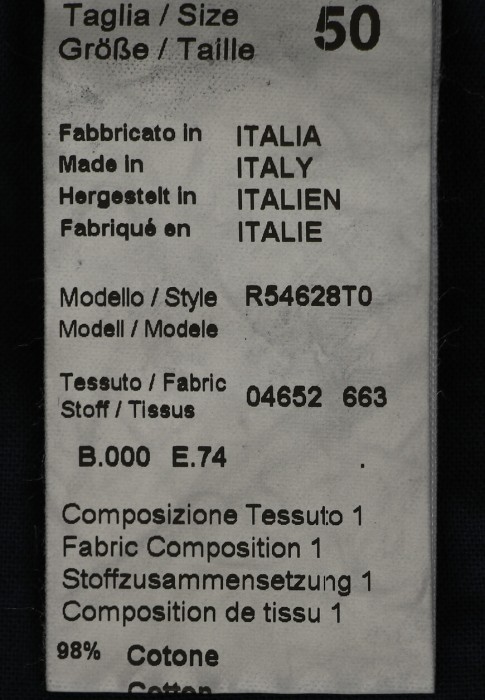 Taglia / Size 50
Größe / Taille
Fabbricato in ITALIA
Made in ITALY
Hergestelt in ITALIEN
Fabriqué en ITALIE
Modello / Style R54628T0
Modell / Modele
Tessuto / Fabric 04652 663
Stoff / Tissus
B.000 E.74 .
Composizione Tessuto 1
Fabric Composition 1
Stoffzusammensetzung 1
Composition de tissu 1
98% Cotone
Cotton